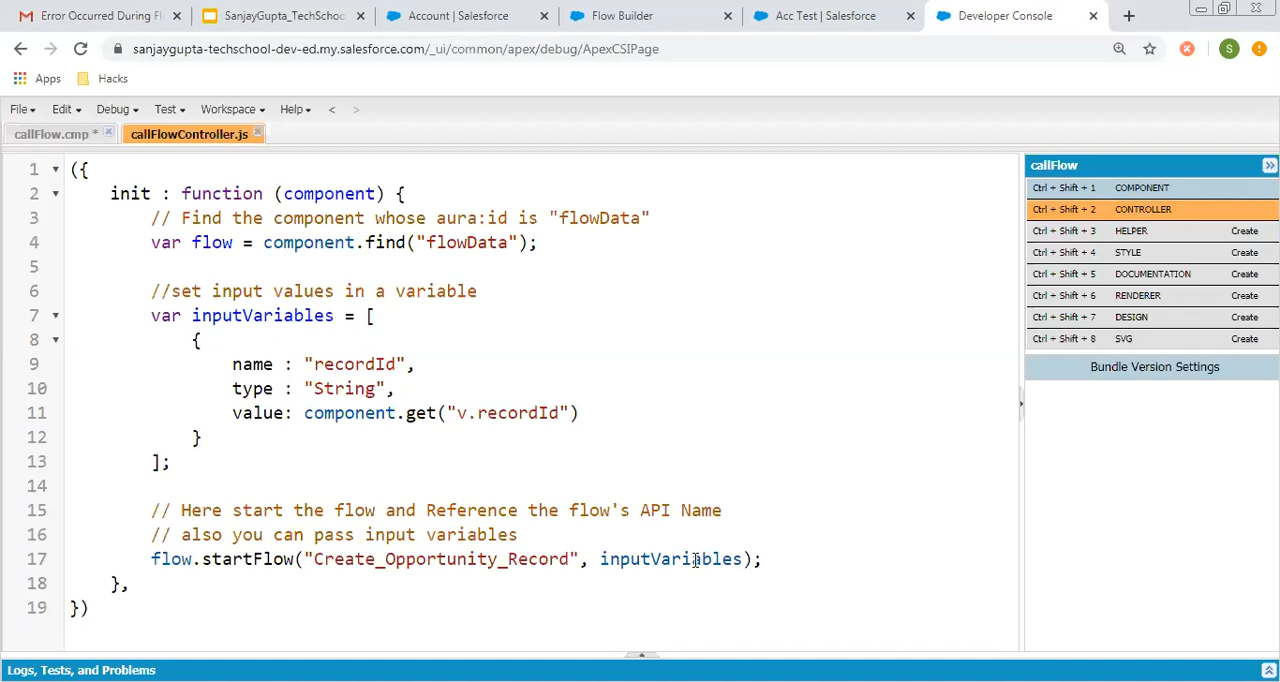 Error Occurred During Fl
SanjayGupta_TechSchoo
Account | Salesforce
Flow Builder
Acc Test | Salesforce
Developer Console
sanjaygupta-techschool-dev-ed.my.salesforce.com/_ui/common/apex/debug/ApexCSIPage
S
Apps
Hacks
File
Edit
Debug
Test
Workspace
Help
<
>
callFlow.cmp *
callFlowController.js
1 ({
2 init : function (component) {
3 // Find the component whose aura:id is "flowData"
4 var flow = component.find("flowData");
5
6 //set input values in a variable
7 var inputVariables = [
8 {
9 name : "recordId",
10 type : "String",
11 value: component.get("v.recordId")
12 }
13 ];
14
15 // Here start the flow and Reference the flow's API Name
16 // also you can pass input variables
17 flow.startFlow("Create_Opportunity_Record", inputVariables);
18 },
19 })
callFlow
Ctrl + Shift + 1 COMPONENT
Ctrl + Shift + 2 CONTROLLER
Ctrl + Shift + 3 HELPER Create
Ctrl + Shift + 4 STYLE Create
Ctrl + Shift + 5 DOCUMENTATION Create
Ctrl + Shift + 6 RENDERER Create
Ctrl + Shift + 7 DESIGN Create
Ctrl + Shift + 8 SVG Create
Bundle Version Settings
Logs, Tests, and Problems